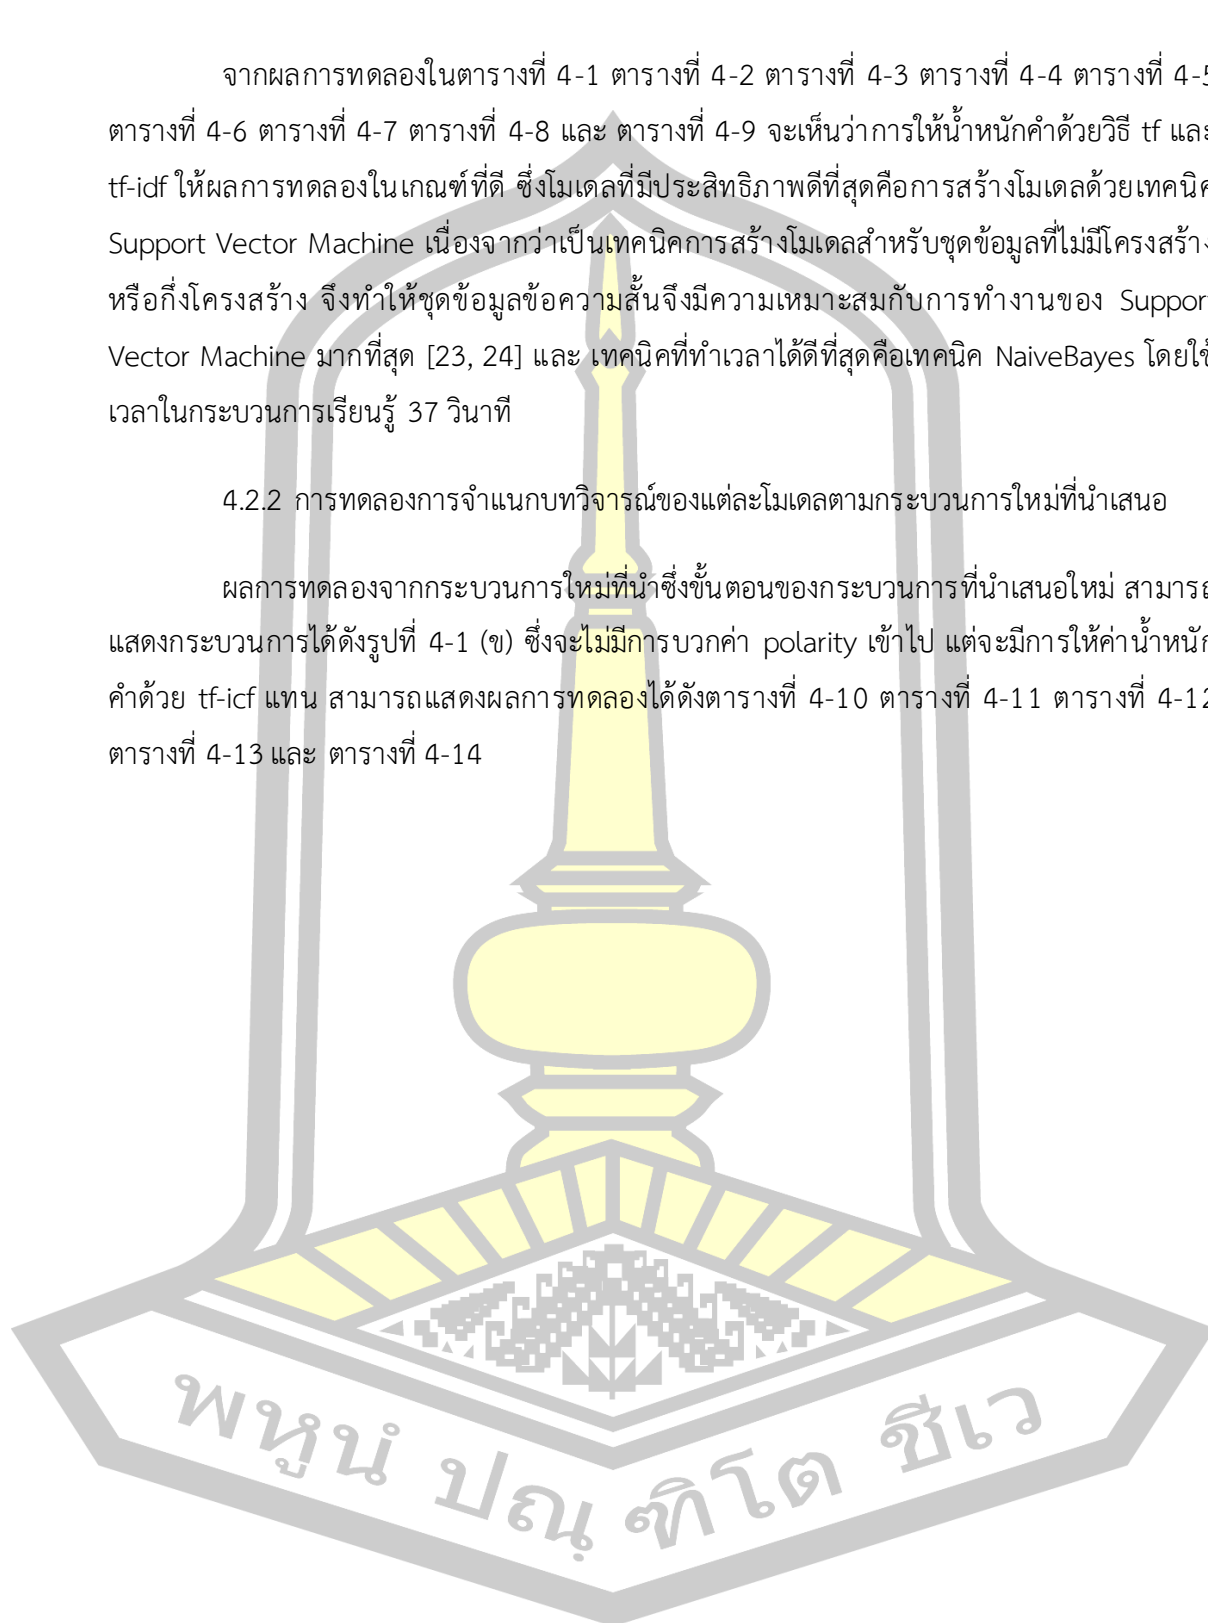 จากผลการทดลองในตารางที่ 4-1 ตารางที่ 4-2 ตารางที่ 4-3 ตารางที่ 4-4 ตารางที่ 4-5
ตารางที่ 4-6 ตารางที่ 4-7 ตารางที่ 4-8 และ ตารางที่ 4-9 จะเห็นว่าการให้น้ำหนักคำด้วยวิธี tf และ
tf-idf ให้ผลการทดลองในเกณฑ์ที่ดี ซึ่งโมเดลที่มีประสิทธิภาพดีที่สุดคือการสร้างโมเดลด้วยเทคนิค
Support Vector Machine เนื่องจากว่าเป็นเทคนิคการสร้างโมเดลสำหรับชุดข้อมูลที่ไม่มีโครงสร้าง
หรือกึ่งโครงสร้าง จึงทำให้ชุดข้อมูลข้อความสั้นจึงมีความเหมาะสมกับการทำงานของ Support
Vector Machine มากที่สุด [23, 24] และ เทคนิคที่ทำเวลาได้ดีที่สุดคือเทคนิค NaiveBayes โดยใช้
เวลาในกระบวนการเรียนรู้ 37 วินาที
4.2.2 การทดลองการจำแนกบทวิจารณ์ของแต่ละโมเดลตามกระบวนการใหม่ที่นำเสนอ
ผลการทดลองจากกระบวนการใหม่ที่นำซึ่งขั้นตอนของกระบวนการที่นำเสนอใหม่ สามารถ
แสดงกระบวนการได้ดังรูปที่ 4-1 (ข) ซึ่งจะไม่มีการบวกค่า polarity เข้าไป แต่จะมีการให้ค่าน้ำหนัก
คำด้วย tf-icf แทน สามารถแสดงผลการทดลองได้ดังตารางที่ 4-10 ตารางที่ 4-11 ตารางที่ 4-12
ตารางที่ 4-13 และ ตารางที่ 4-14
พหูนํ ปณฺฑิโต ชีเว